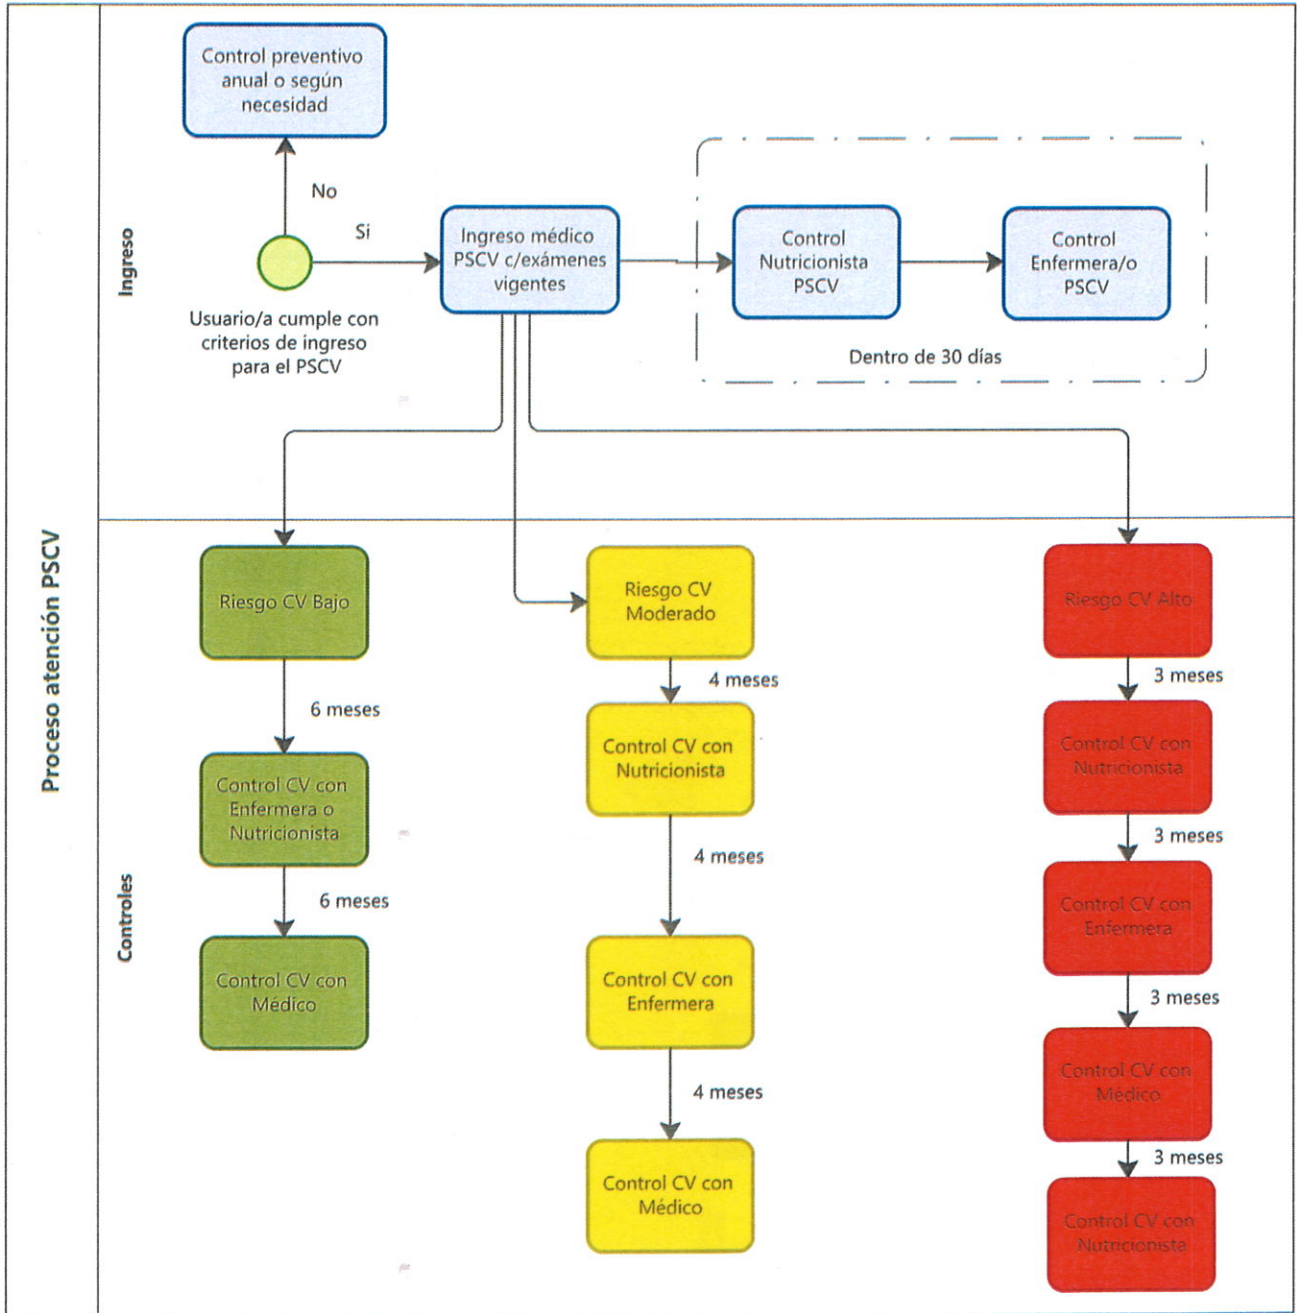 Proceso atención PSCV
Ingreso
Control preventivo
anual o según
necesidad
No
Si
Usuario/a cumple con
criterios de ingreso
para el PSCV
Ingreso médico
PSCV c/exámenes
vigentes
Control
Nutricionista
PSCV
Control
Enfermera/o
PSCV
Dentro de 30 días
Controles
Riesgo CV Bajo
6 meses
Control CV con
Enfermera o
Nutricionista
6 meses
Control CV con
Médico
Riesgo CV
Moderado
4 meses
Control CV con
Nutricionista
4 meses
Control CV con
Enfermera
4 meses
Control CV con
Médico
Riesgo CV Alto
3 meses
Control CV con
Nutricionista
3 meses
Control CV con
Enfermera
3 meses
Control CV con
Médico
3 meses
Control CV con
Nutricionista